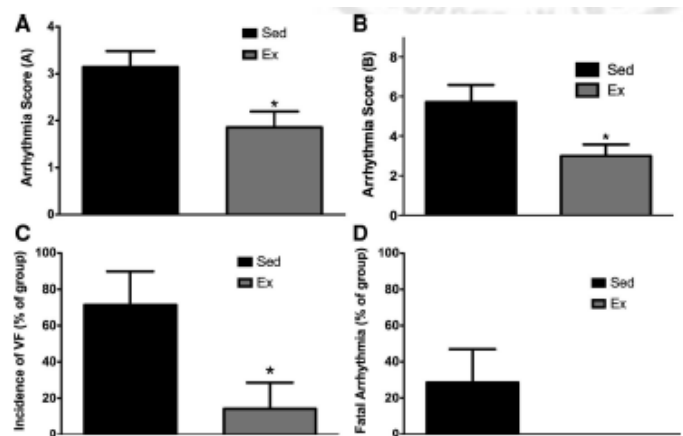 A
Arrhythmia Score (A)
4
3
2
1
0
Sed
Ex
*
B
Arrhythmia Score (B)
8
6
4
2
0
Sed
Ex
*
C
Incidence of VF (% of group)
100
80
60
40
20
0
Sed
Ex
*
D
Fatal Arrhythmia (% of group)
100
80
60
40
20
0
Sed
Ex